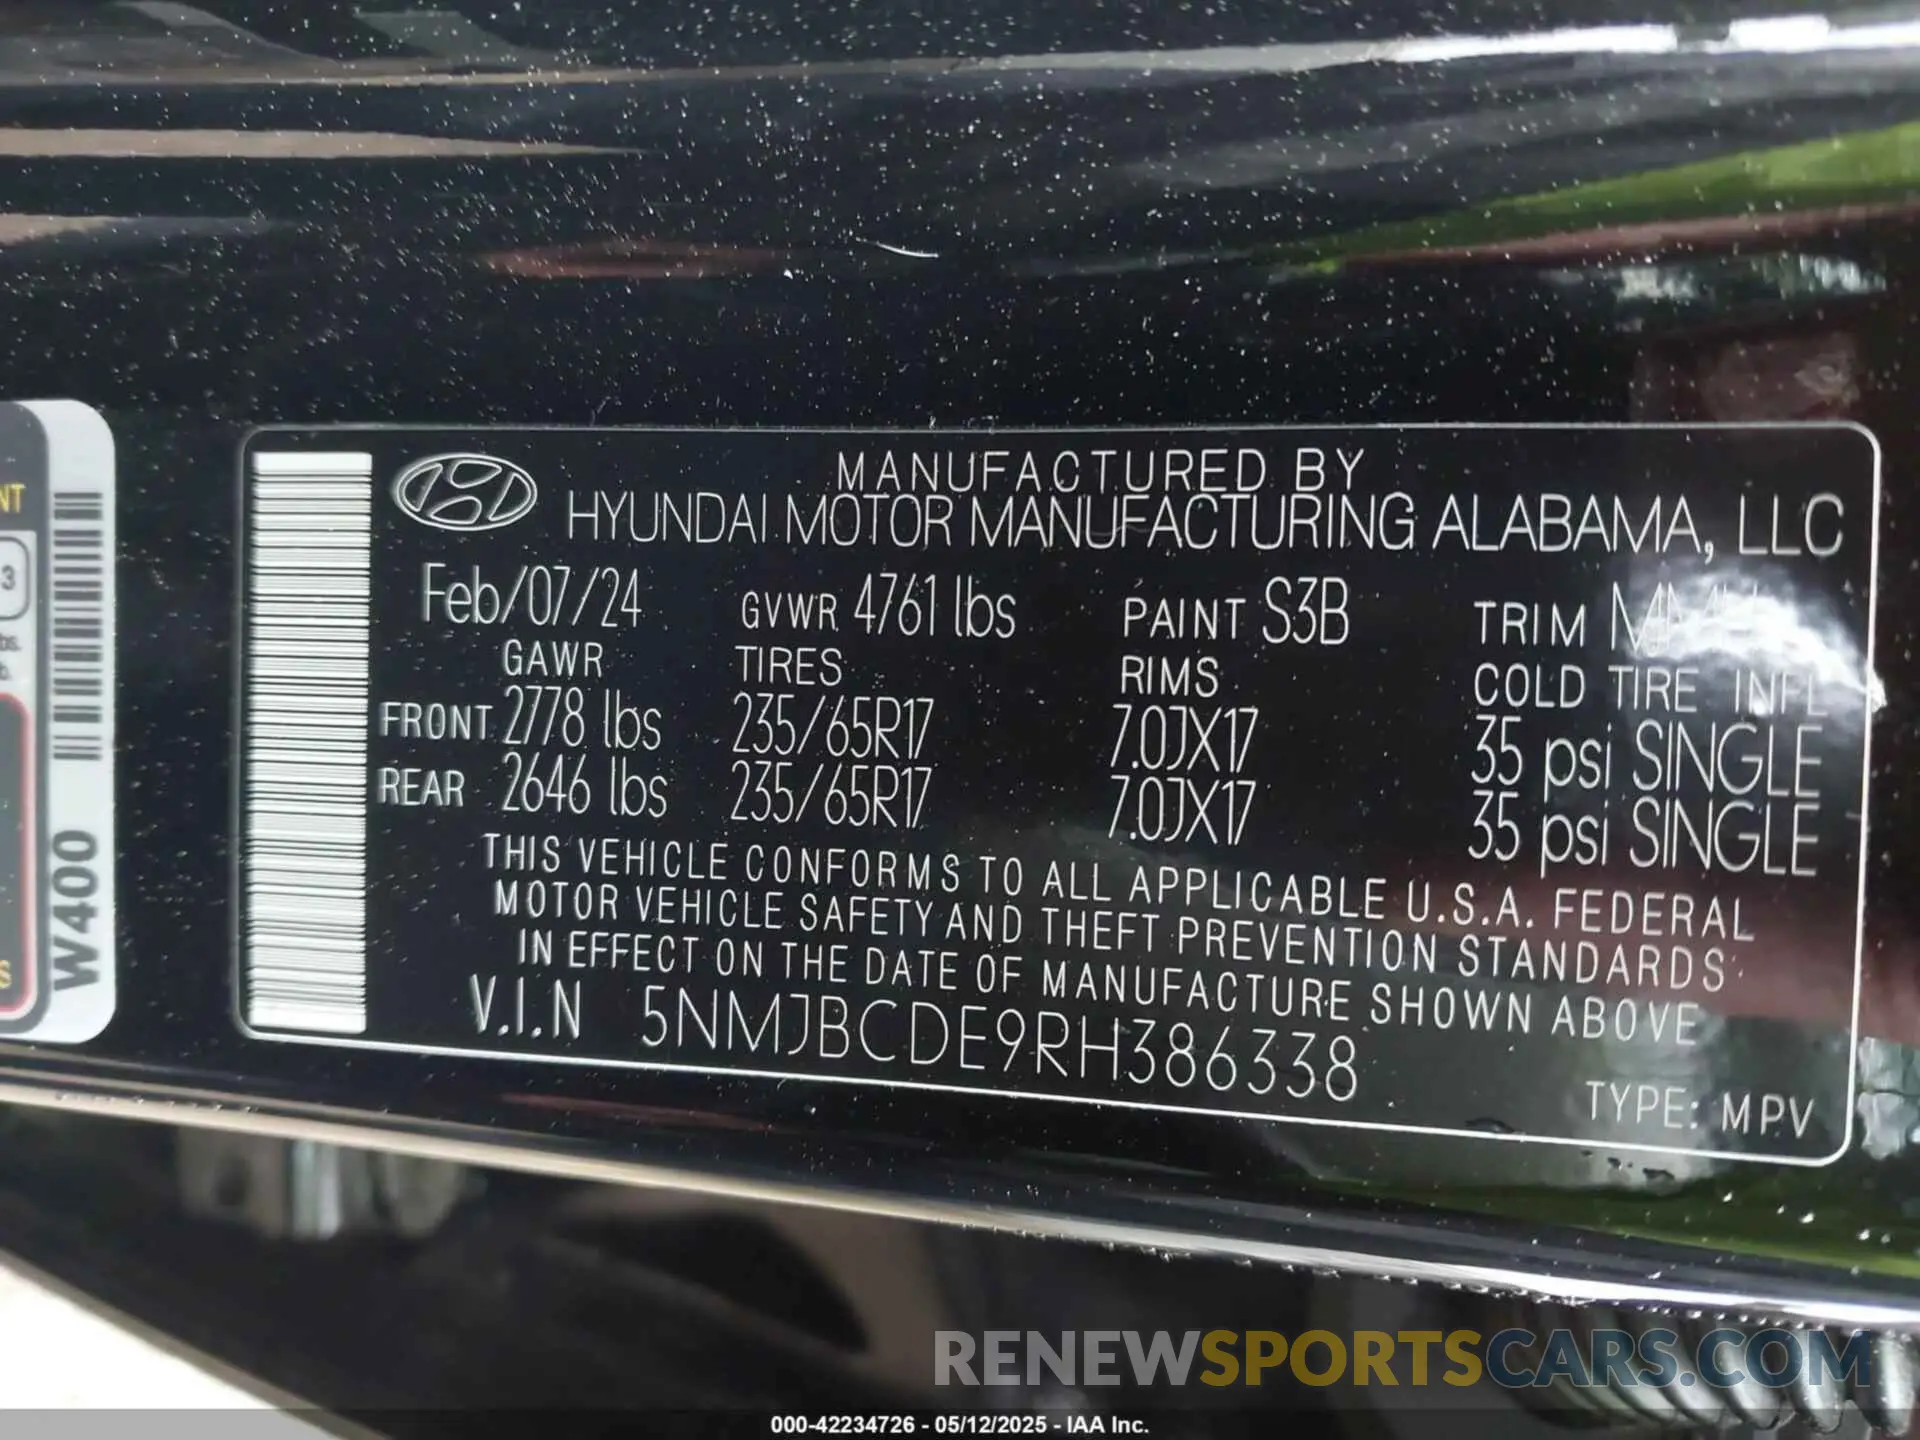 MANUFACTURED BY
HYUNDAI MOTOR MANUFACTURING ALABAMA, LLC
Feb/07/24 GVWR 4761 lbs PAINT S3B TRIM
GAWR TIRES RIMS COLD TIRE INFL
FRONT 2778 lbs 235/65R17 7.0JX17 35 psi SINGLE
REAR 2646 lbs 235/65R17 7.0JX17 35 psi SINGLE
THIS VEHICLE CONFORMS TO ALL APPLICABLE U.S.A. FEDERAL
MOTOR VEHICLE SAFETY AND THEFT PREVENTION STANDARDS
IN EFFECT ON THE DATE OF MANUFACTURE SHOWN ABOVE
V.I.N 5NMJBCDE9RH386338
TYPE: MPV
NT
3
bs.
b.
S
W400
RENEWSPORTSCARS.COM
000-42234726 - 05/12/2025 - IAA Inc.